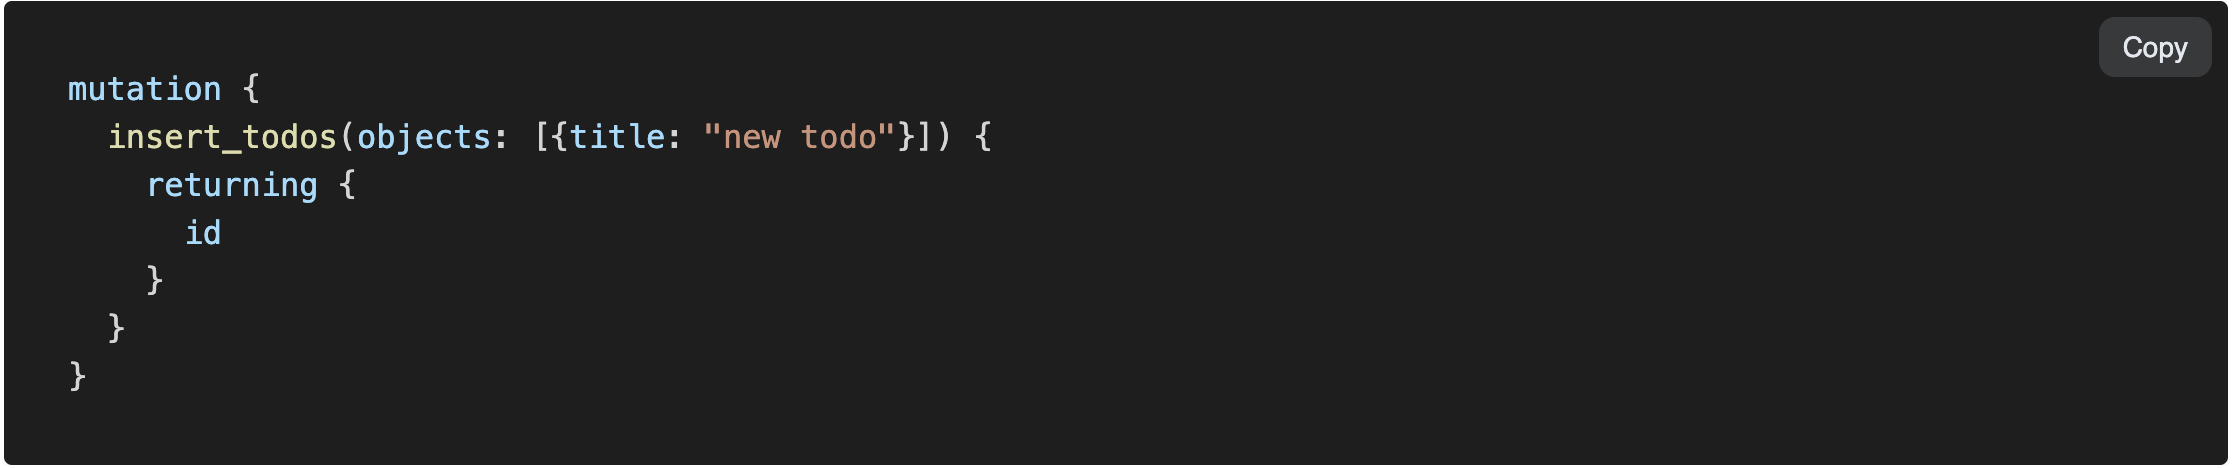 Copy
mutation {
  insert_todos(objects: [{title: "new todo"}]) {
    returning {
      id
    }
  }
}